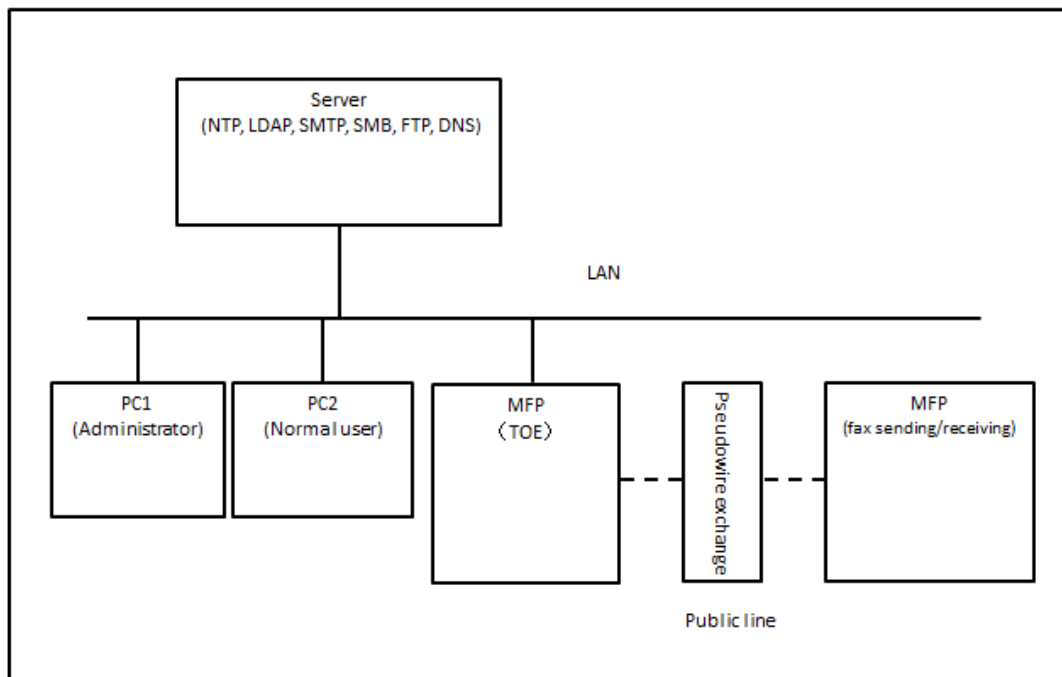 Server
(NTP, LDAP, SMTP, SMB, FTP, DNS)
LAN
PC1
(Administrator)
PC2
(Normal user)
MFP
（TOE）
Pseudowire exchange
MFP
(fax sending/receiving)
Public line